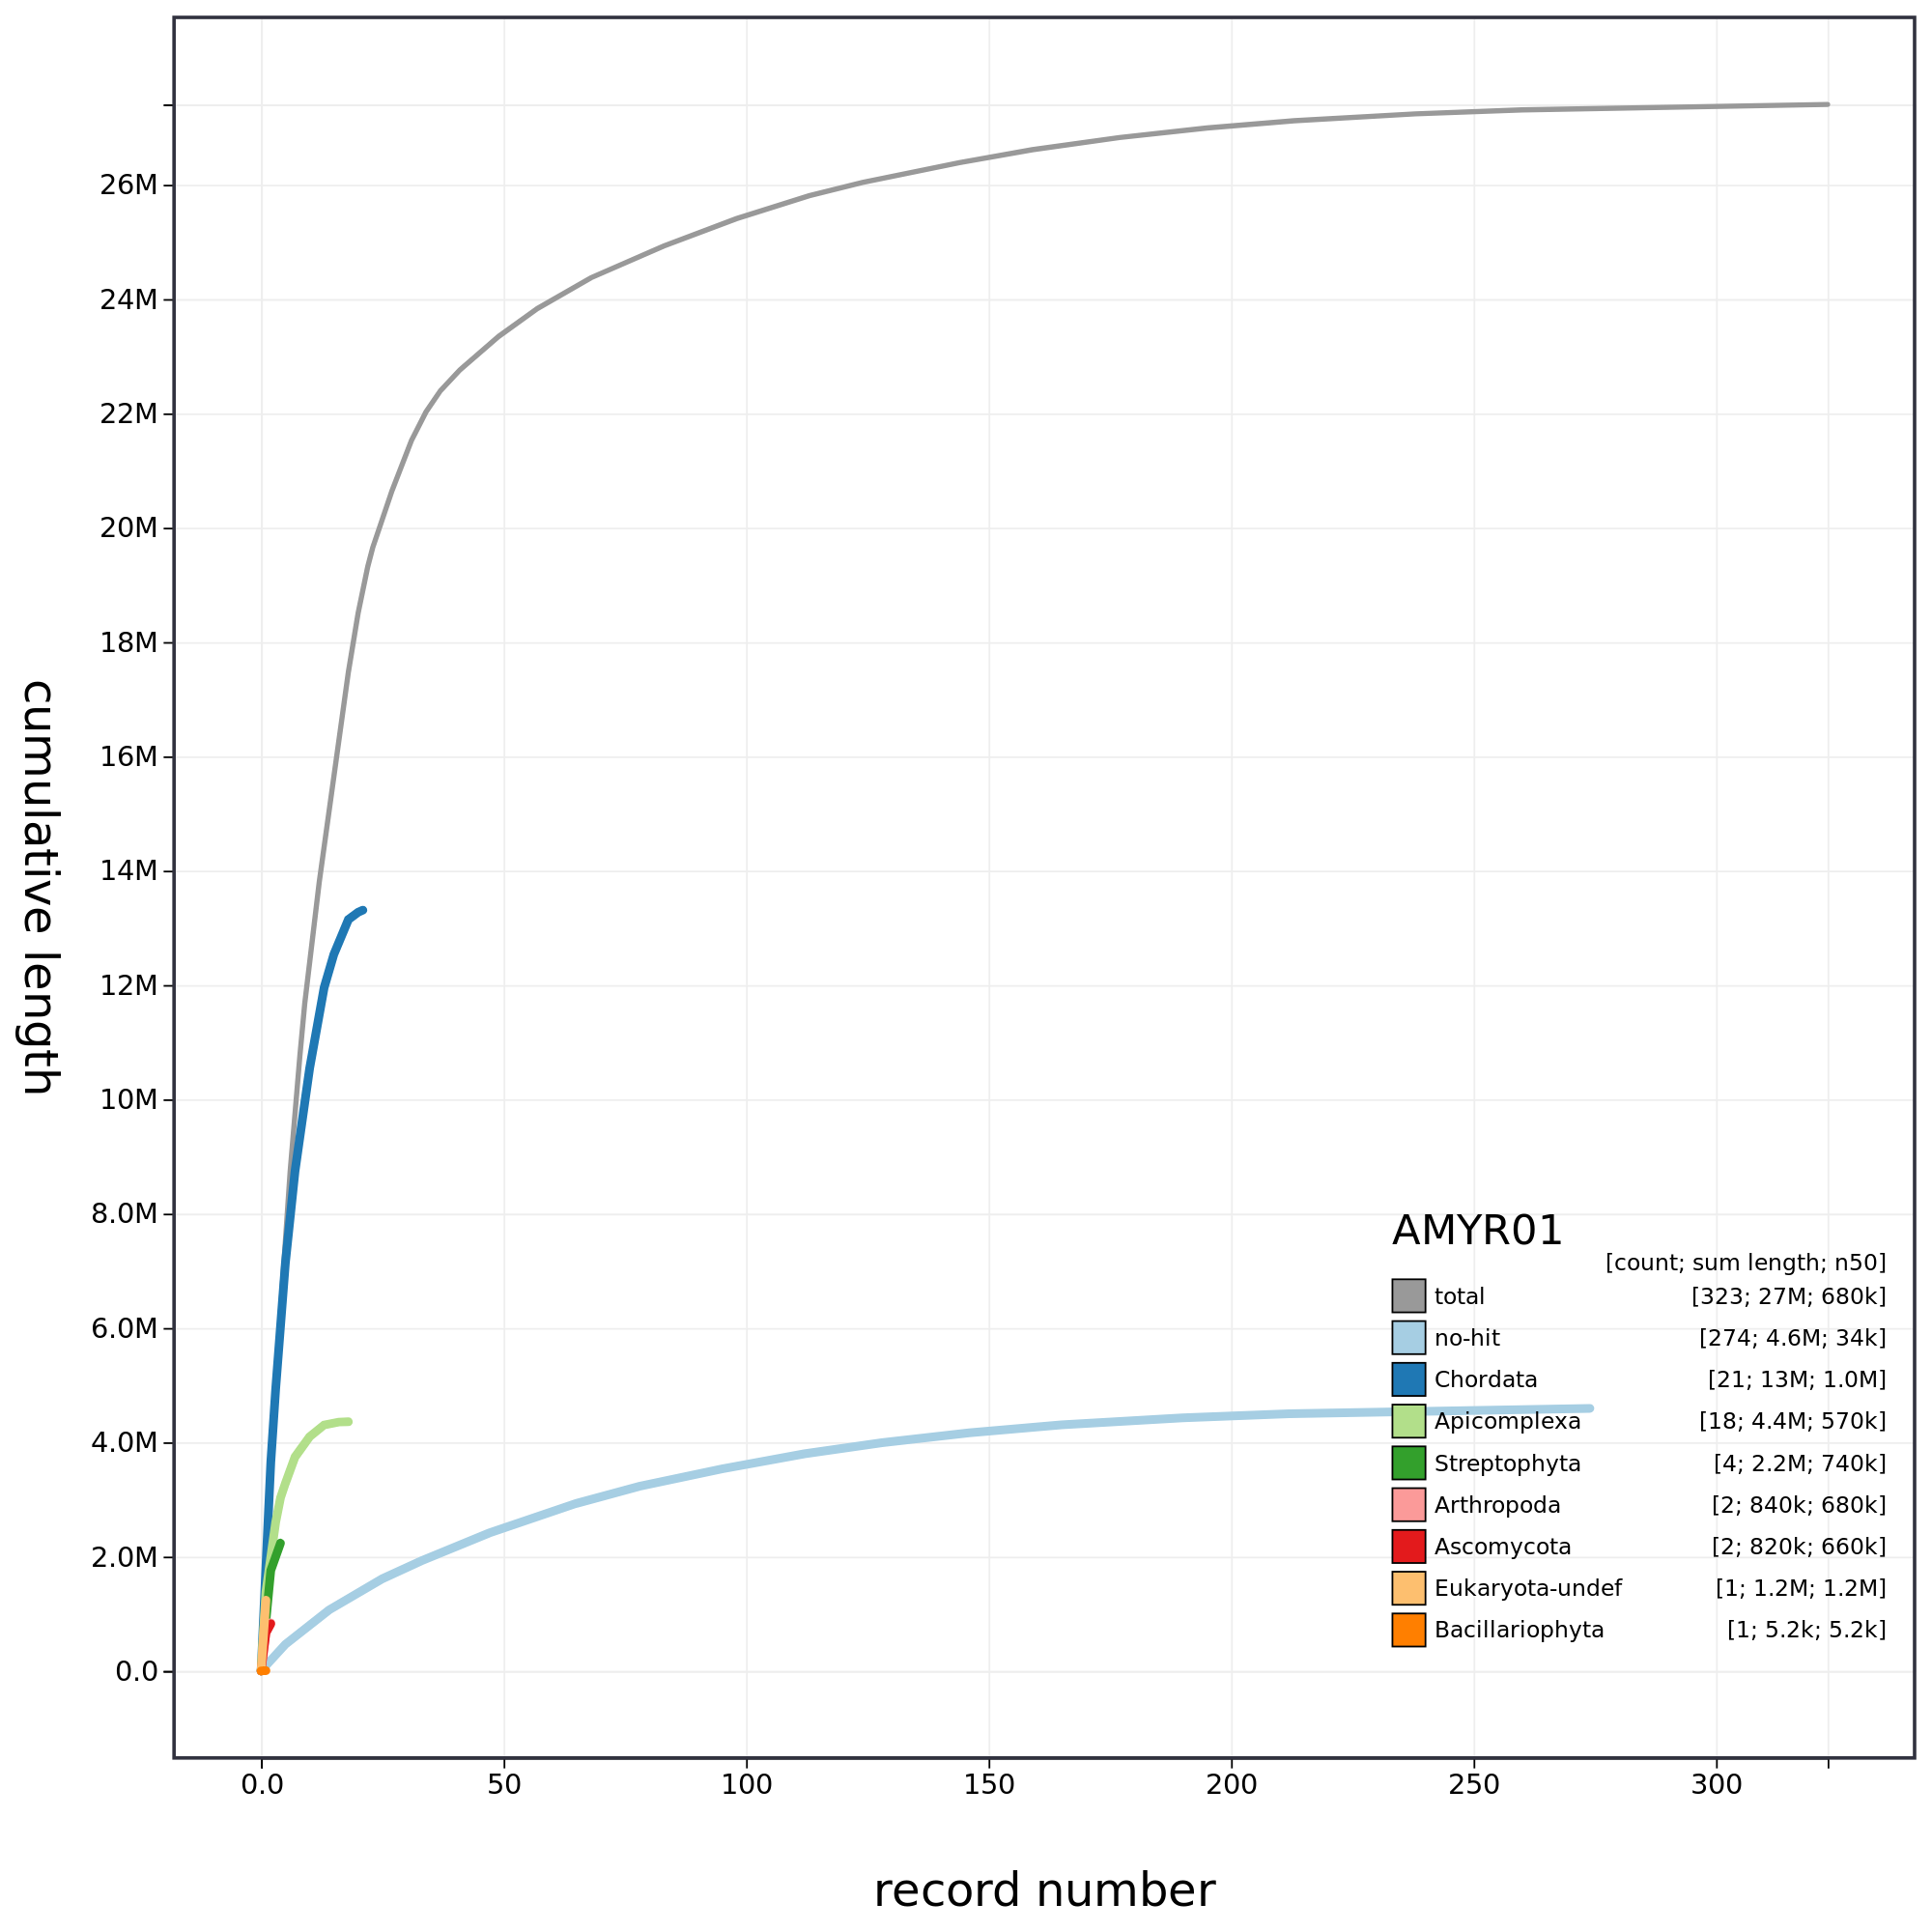 cumulative length
26M
24M
22M
20M
18M
16M
14M
12M
10M
8.0M
6.0M
4.0M
2.0M
0.0
AMYR01
[count; sum length; n50]
total [323; 27M; 680k]
no-hit [274; 4.6M; 34k]
Chordata [21; 13M; 1.0M]
Apicomplexa [18; 4.4M; 570k]
Streptophyta [4; 2.2M; 740k]
Arthropoda [2; 840k; 680k]
Ascomycota [2; 820k; 660k]
Eukaryota-undef [1; 1.2M; 1.2M]
Bacillariophyta [1; 5.2k; 5.2k]
0.0 50 100 150 200 250 300
record number